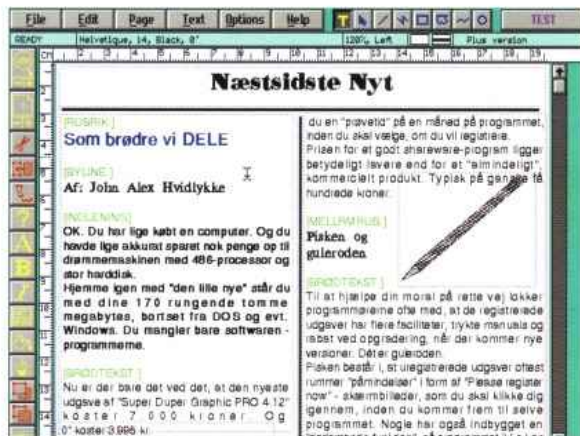 File Edit Page Text Options Help TEST
READY Helvetique, 14, Black, 0° 120%, Left Plus version
Næstsidste Nyt
[RUBRIK]
Som brødre vi DELE
[BYLINE]
Af: John Alex Hvidlykke
[INDLEDNING]
OK. Du har lige købt en computer. Og du
havde lige akkurat sparet nok penge op til
drømmemaskinen med 486-processor og
stor harddisk.
Hjemme igen med "den lille nye" står du
med dine 170 rungende tomme
megabytes, bortset fra DOS og evt.
Windows. Du mangler bare softwaren -
programmerne.
[BRØDTEKST]
Nu er der bare det ved det, at den nyeste
udgave af "Super Duper Graphic PRO 4.12"
koster 7.000 kroner. Og
0° koster 3.995 kr.
du en "prøvetid" på en måned på programmet,
inden du skal vælge, om du vil registrere.
Prisen for et godt shareware-program ligger
betydeligt lavere end for et "almindeligt",
kommercielt produkt. Typisk på ganske få
hundrede kroner.
[MELLEMRUB.]
Pisken og
guleroden
[BRØDTEKST]
Til at hjælpe din moral på rette vej lokker
programmørerne ofte med, at de registrerede
udgaver har flere faciliteter, trykte manuals og
rabat ved opgradering, når der kommer nye
versioner. Det er guleroden.
Pisken består i, at uregistrerede udgaver oftest
rummer "påmindelser" i form af "Please register
now" - skærmbilleder, som du skal klikke dig
igennem, inden du kommer frem til selve
programmet. Nogle har også indbygget en